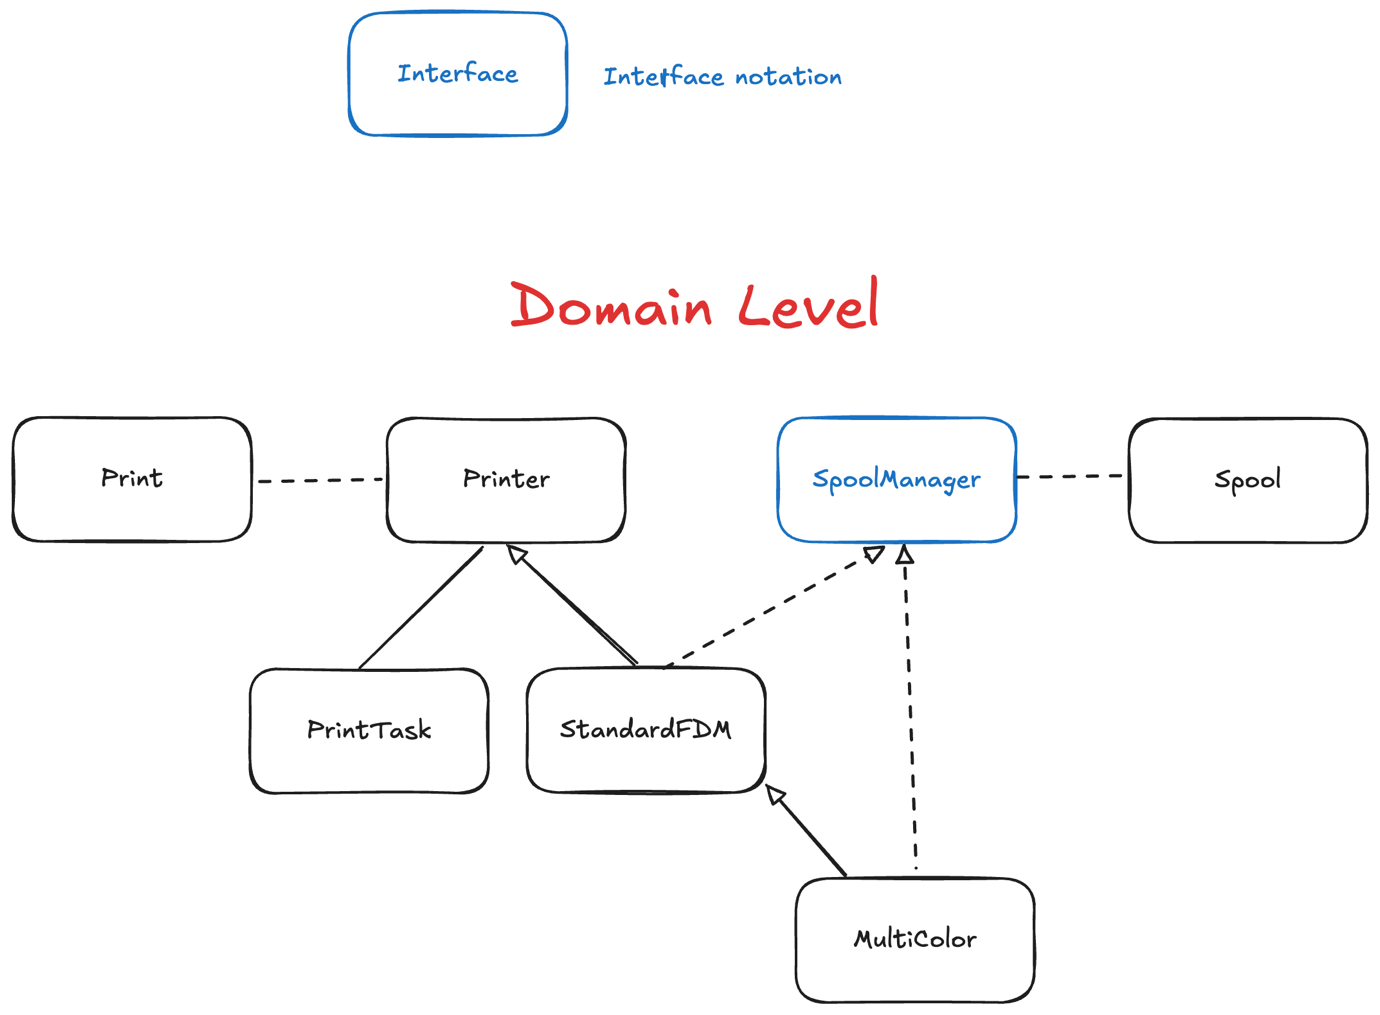 Interface
Interface notation
Domain Level
Print
Printer
SpoolManager
Spool
PrintTask
StandardFDM
MultiColor